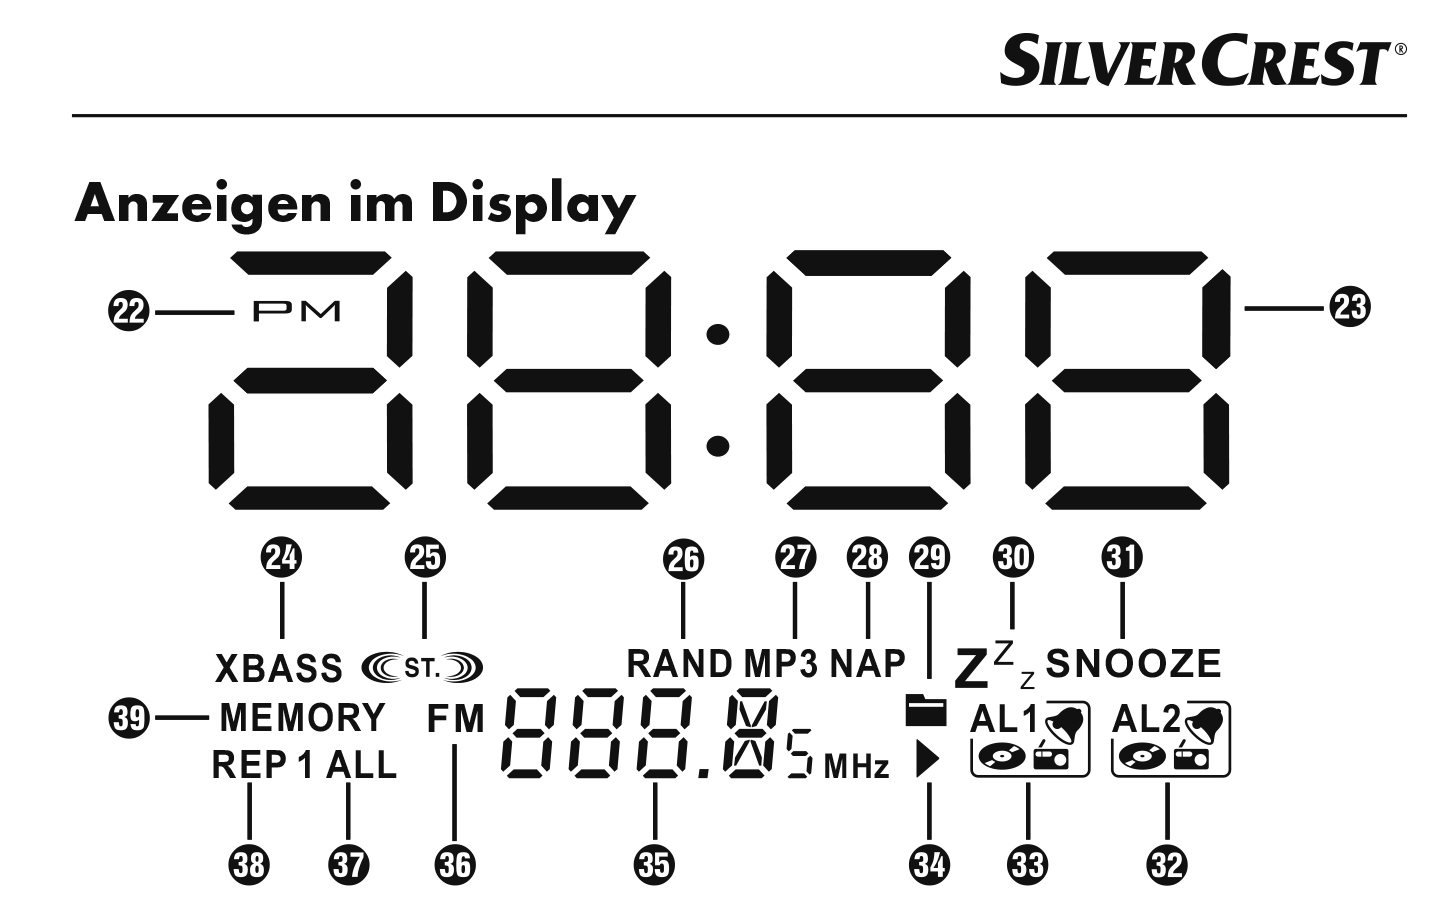 SILVERCREST®
Anzeigen im Display
22 PM 88:88 23
24 25 26 27 28 29 30 31
XBASS ST. RAND MP3 NAP Zzz SNOOZE
39 MEMORY FM 888.85 MHz AL1 AL2
REP 1 ALL
38 37 36 35 34 33 32